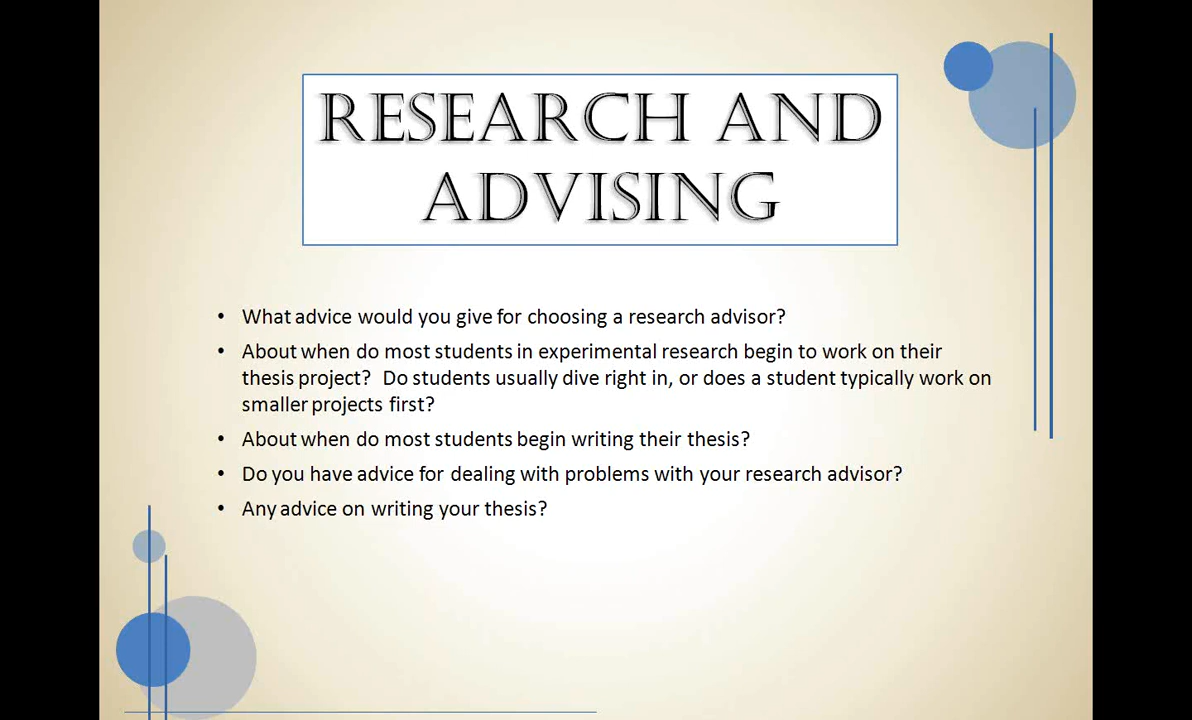 RESEARCH AND
ADVISING
• What advice would you give for choosing a research advisor?
• About when do most students in experimental research begin to work on their
thesis project?  Do students usually dive right in, or does a student typically work on
smaller projects first?
• About when do most students begin writing their thesis?
• Do you have advice for dealing with problems with your research advisor?
• Any advice on writing your thesis?